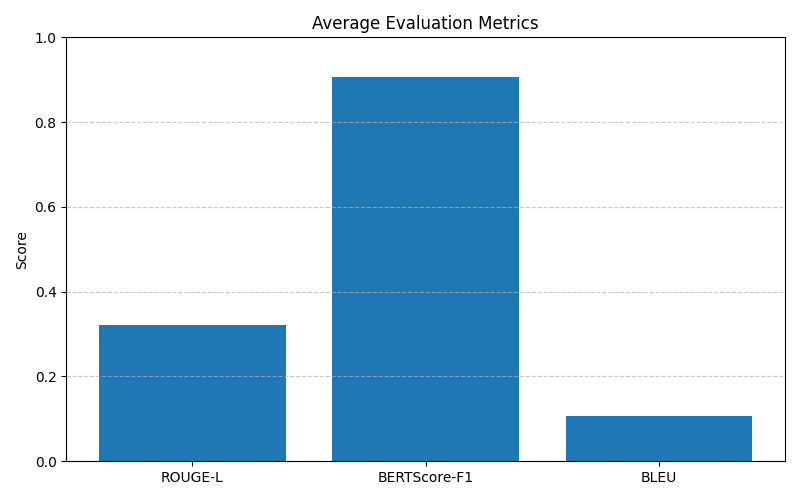 Average Evaluation Metrics
1.0
0.8
0.6
0.4
0.2
0.0
Score
ROUGE-L
BERTScore-F1
BLEU